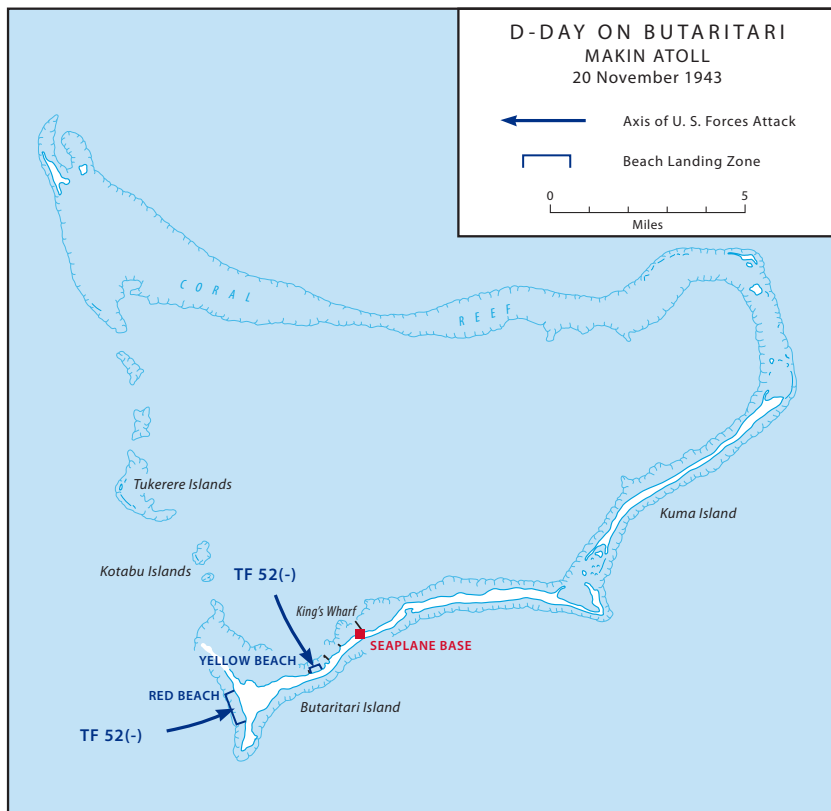 D-DAY ON BUTARITARI
MAKIN ATOLL
20 November 1943
Axis of U. S. Forces Attack
Beach Landing Zone
0 5
Miles
CORAL REEF
Tukerere Islands
Kuma Island
Kotabu Islands
TF 52(-)
King's Wharf
SEAPLANE BASE
YELLOW BEACH
RED BEACH
Butaritari Island
TF 52(-)